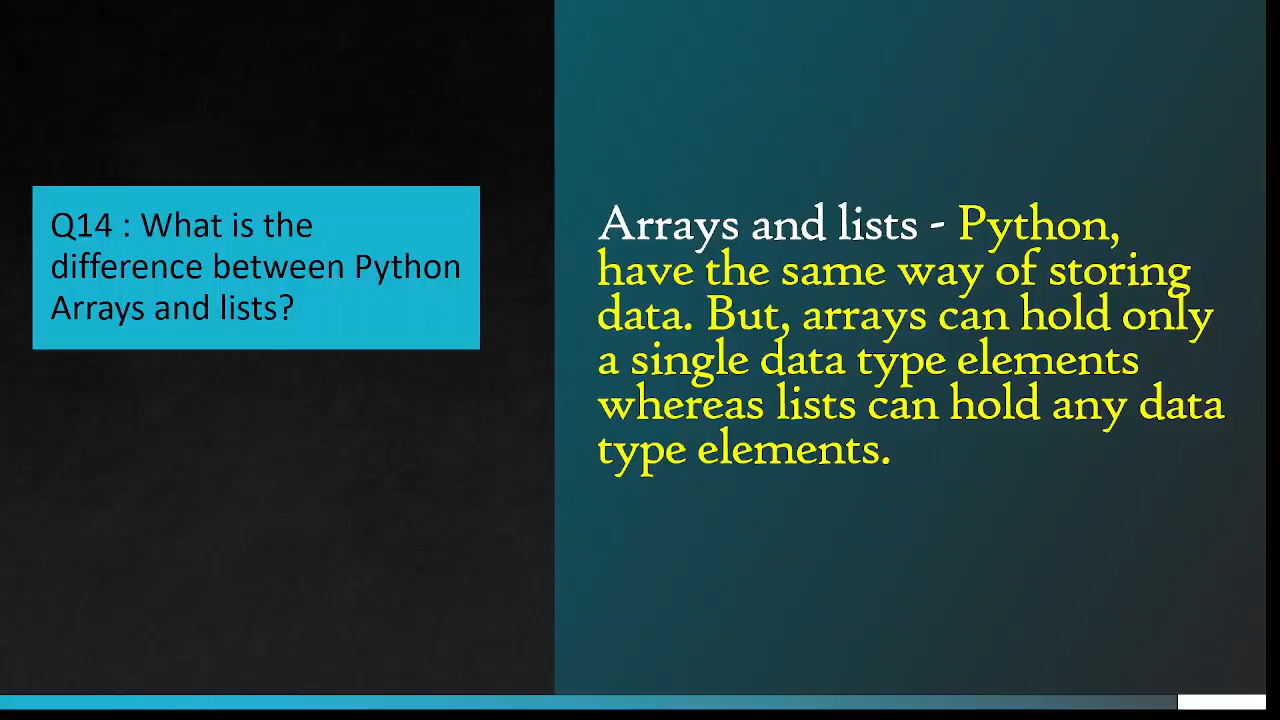 Q14 : What is the
difference between Python
Arrays and lists?
Arrays and lists - Python,
have the same way of storing
data. But, arrays can hold only
a single data type elements
whereas lists can hold any data
type elements.